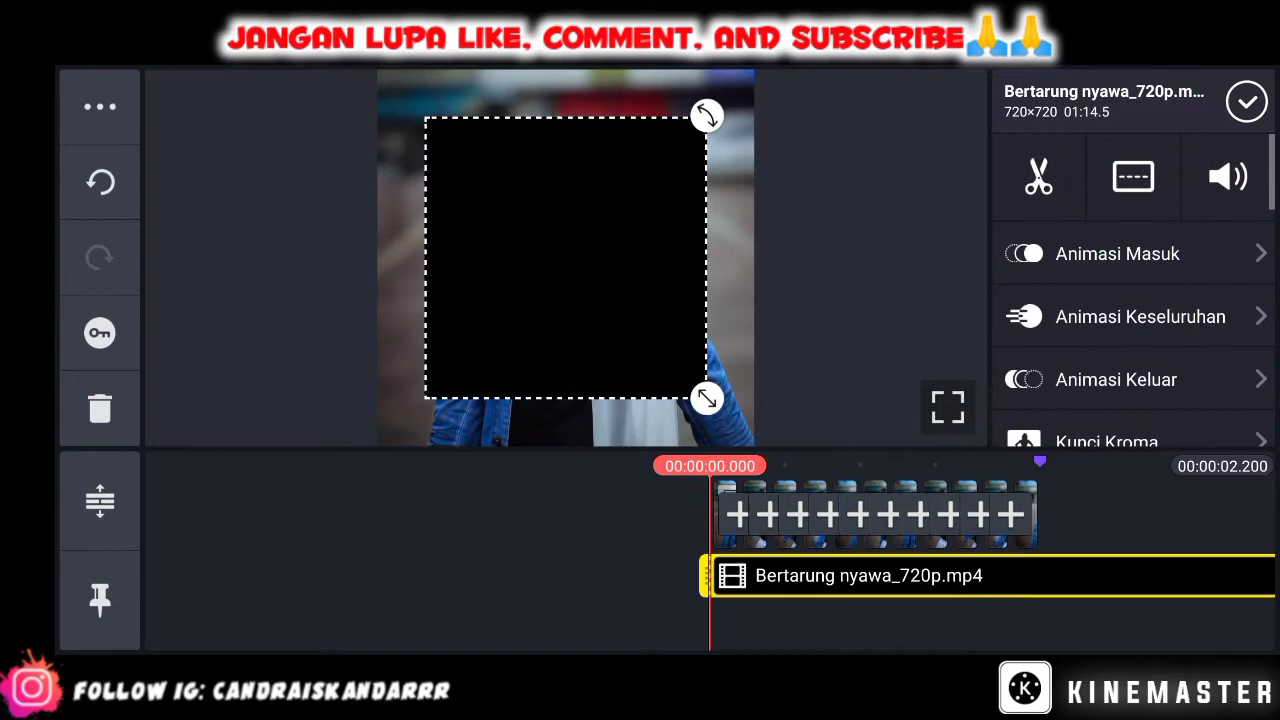 JANGAN LUPA LIKE, COMMENT, AND SUBSCRIBE🙏🙏
Bertarung nyawa_720p.m...
720×720 01:14.5
Animasi Masuk
Animasi Keseluruhan
Animasi Keluar
Kunci Kroma
00:00:00.000
00:00:02.200
Bertarung nyawa_720p.mp4
FOLLOW IG: CANDRAISKANDARRR
K KINEMASTER